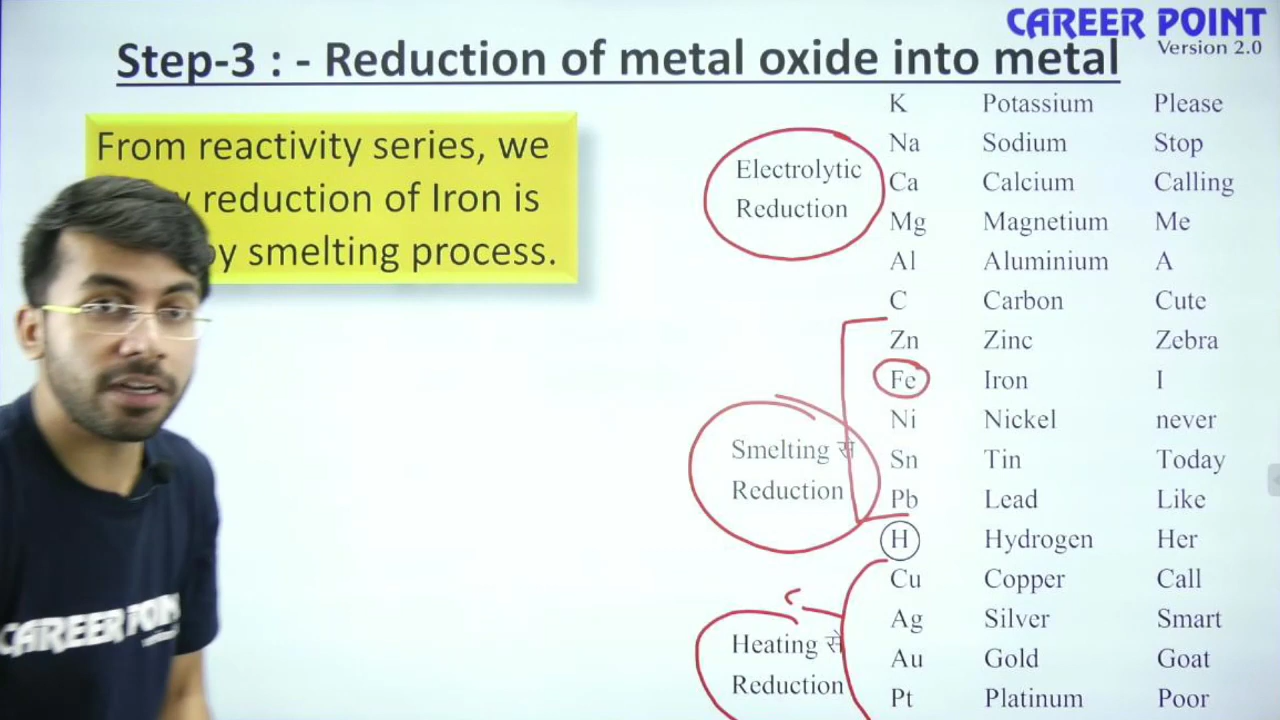 CAREER POINT
Version 2.0
Step-3 : - Reduction of metal oxide into metal
From reactivity series, we
reduction of Iron is
by smelting process.
Electrolytic
Reduction
Smelting से
Reduction
Heating से
Reduction
K Potassium Please
Na Sodium Stop
Ca Calcium Calling
Mg Magnetium Me
Al Aluminium A
C Carbon Cute
Zn Zinc Zebra
Fe Iron I
Ni Nickel never
Sn Tin Today
Pb Lead Like
H Hydrogen Her
Cu Copper Call
Ag Silver Smart
Au Gold Goat
Pt Platinum Poor
CAREER POINT